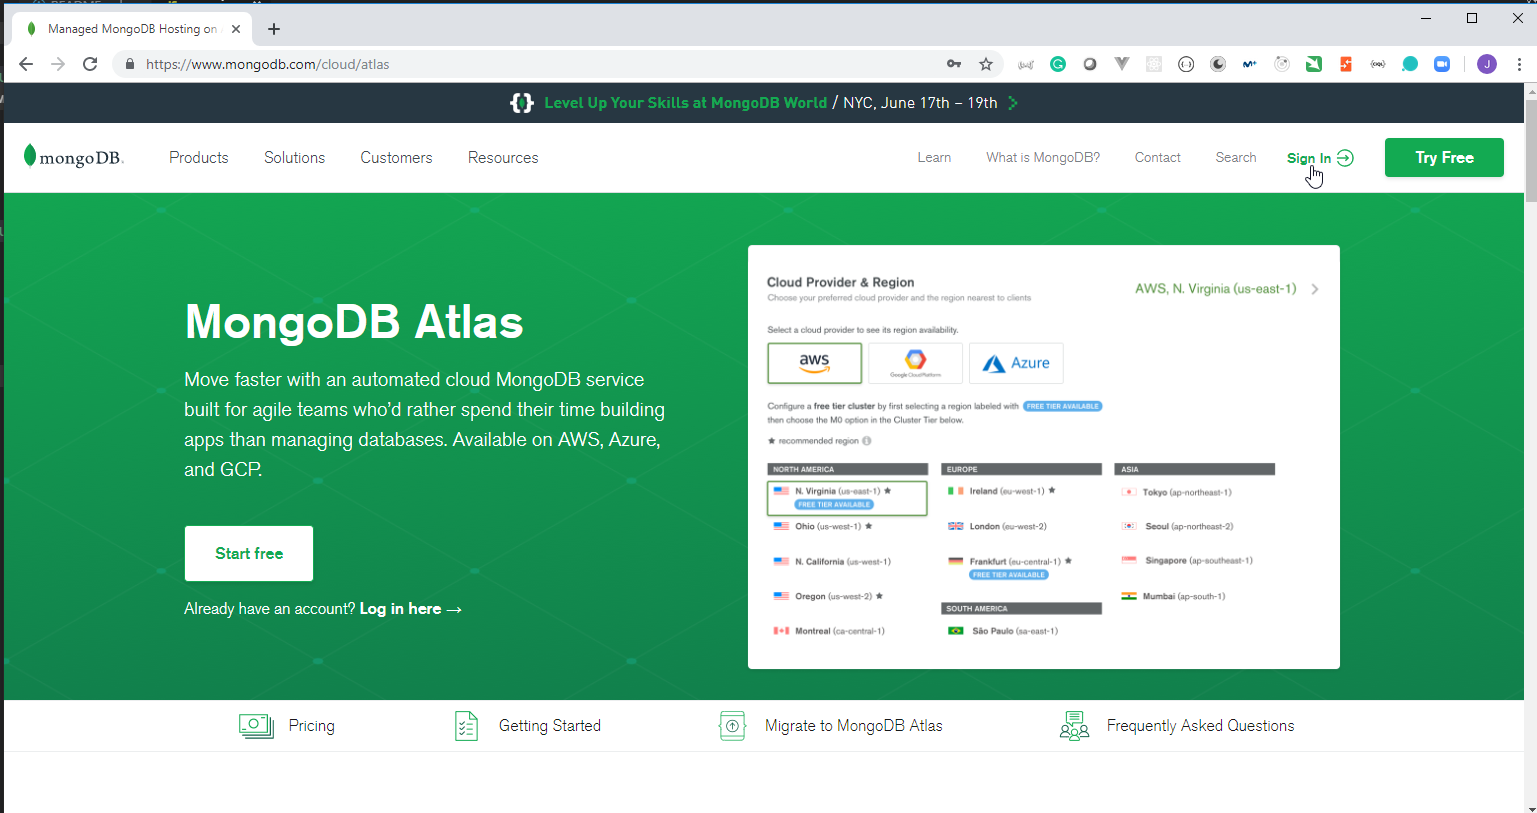 Managed MongoDB Hosting on
https://www.mongodb.com/cloud/atlas
J
Level Up Your Skills at MongoDB World / NYC, June 17th – 19th
mongoDB.
Products Solutions Customers Resources Learn What is MongoDB? Contact Search Sign In Try Free
MongoDB Atlas
Move faster with an automated cloud MongoDB service
built for agile teams who’d rather spend their time building
apps than managing databases. Available on AWS, Azure,
and GCP.
Start free
Already have an account? Log in here →
Cloud Provider & Region
Choose your preferred cloud provider and the region nearest to clients
AWS, N. Virginia (us-east-1)
Select a cloud provider to see its region availability.
aws
Google Cloud Platform
Azure
Configure a free tier cluster by first selecting a region labeled with FREE TIER AVAILABLE
then choose the M0 option in the Cluster Tier below.
★ recommended region
NORTH AMERICA
N. Virginia (us-east-1) ★
FREE TIER AVAILABLE
Ohio (us-west-1) ★
N. California (us-west-1)
Oregon (us-west-2) ★
Montreal (ca-central-1)
EUROPE
Ireland (eu-west-1) ★
London (eu-west-2)
Frankfurt (eu-central-1) ★
FREE TIER AVAILABLE
SOUTH AMERICA
São Paulo (sa-east-1)
ASIA
Tokyo (ap-northeast-1)
Seoul (ap-northeast-2)
Singapore (ap-southeast-1)
Mumbai (ap-south-1)
Pricing
Getting Started
Migrate to MongoDB Atlas
Frequently Asked Questions